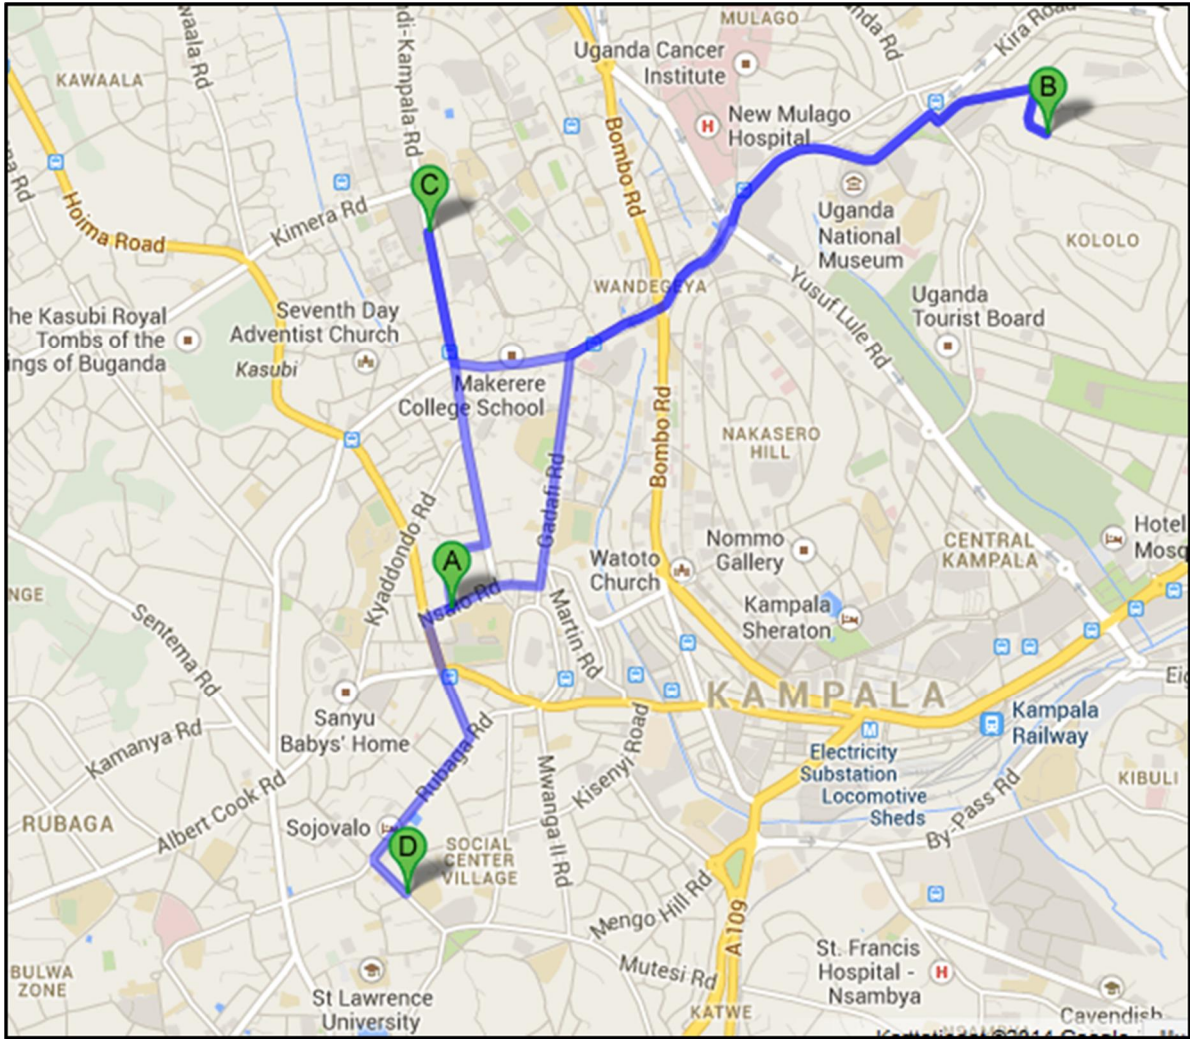 MULAGO
Kira Road
KAWAALA
Uganda Cancer
Institute
B
New Mulago
Hospital
H
Bombo Rd
C
Hoima Road
Kimera Rd
Uganda
National
Museum
KOLOLO
WANDEGEYA
Yusuf Lule Rd
Uganda
Tourist Board
Seventh Day
Adventist Church
he Kasubi Royal
Tombs of the
ings of Buganda
Kasubi
Makerere
College School
Bombo Rd
NAKASERO
HILL
Gadafi Rd
Kyaddondo Rd
Hotel
Mosq
Nommo
Gallery
CENTRAL
KAMPALA
Watoto
Church
A
NGE
Nsalo Rd
Martin Rd
Kampala
Sheraton
Sentema Rd
KAMPALA
Sanyu
Babys' Home
Rubaga Rd
Kampala
Railway
M
Kamanya Rd
Kisenyi Road
Mwanga II Rd
Electricity
Substation
Locomotive
Sheds
KIBULI
By-Pass Rd
RUBAGA
Albert Cook Rd
Sojovalo
D
SOCIAL
CENTER
VILLAGE
Mengo Hill Rd
A 109
St. Francis
Hospital -
Nsambya
H
BULWA
ZONE
Mutesi Rd
St Lawrence
University
KATWE
Cavendish